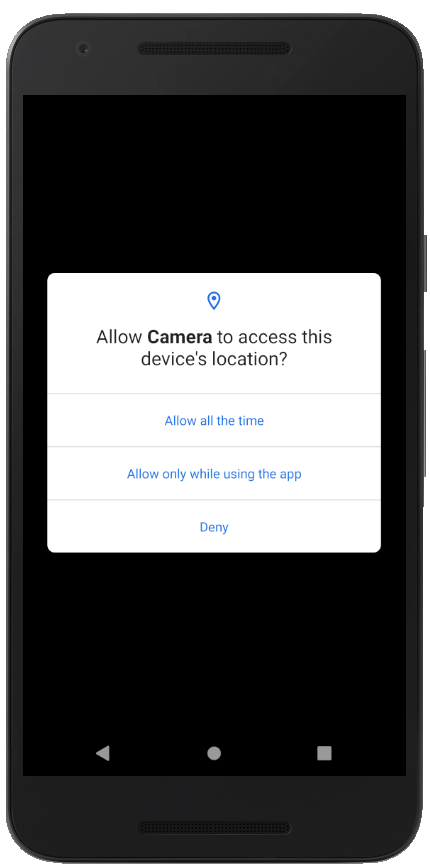 Allow Camera to access this
device's location?
Allow all the time
Allow only while using the app
Deny